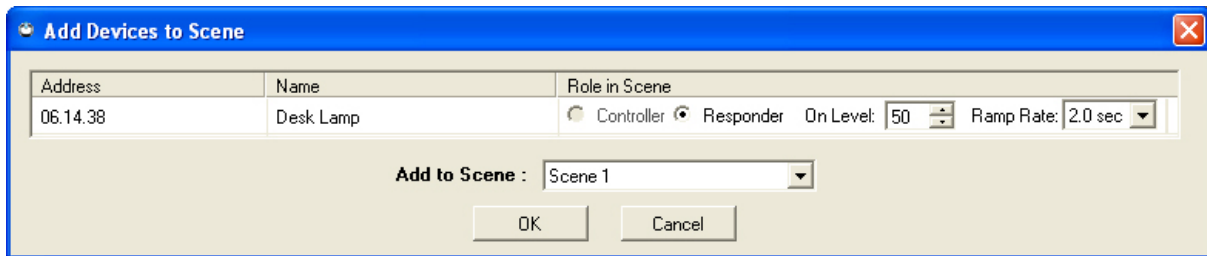 Add Devices to Scene
Address Name Role in Scene
06.14.38 Desk Lamp Controller Responder On Level: 50 Ramp Rate: 2.0 sec
Add to Scene : Scene 1
OK Cancel